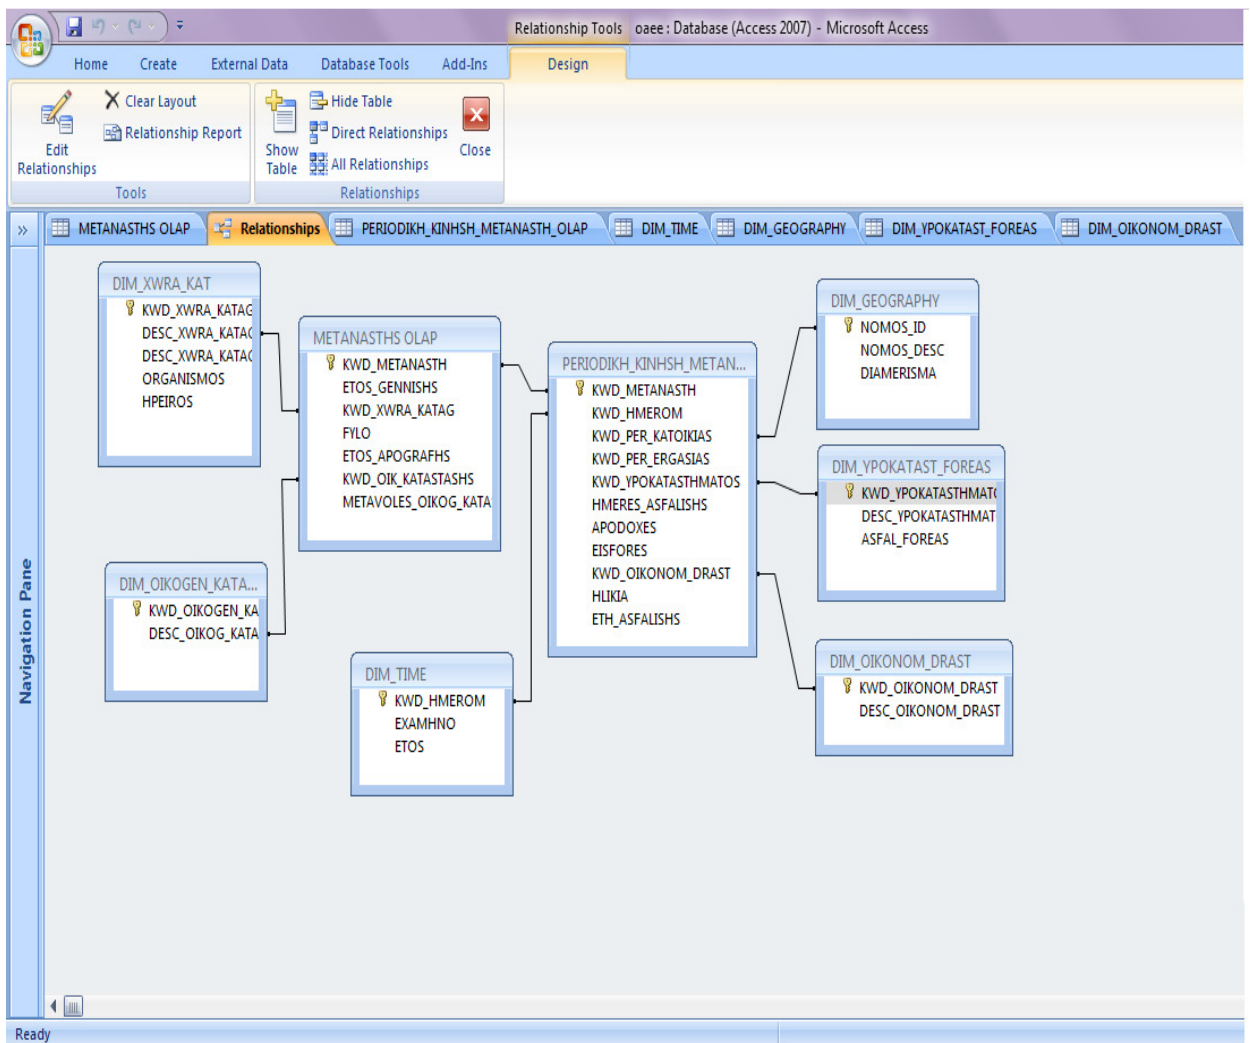 Relationship Tools oaee : Database (Access 2007) - Microsoft Access
Home Create External Data Database Tools Add-Ins Design
Edit Relationships
Clear Layout
Relationship Report
Tools
Show Table
Hide Table
Direct Relationships
All Relationships
Close
Relationships
» METANASTHS OLAP Relationships PERIODIKH_KINHSH_METANASTH_OLAP DIM_TIME DIM_GEOGRAPHY DIM_YPOKATAST_FOREAS DIM_OIKONOM_DRAST
Navigation Pane
DIM_XWRA_KAT
KWD_XWRA_KATAG
DESC_XWRA_KATAG
DESC_XWRA_KATAG
ORGANISMOS
HPEIROS
METANASTHS OLAP
KWD_METANASTH
ETOS_GENNISHS
KWD_XWRA_KATAG
FYLO
ETOS_APOGRAFHS
KWD_OIK_KATASTASHS
METAVOLES_OIKOG_KATA
DIM_OIKOGEN_KATA...
KWD_OIKOGEN_KA
DESC_OIKOG_KATA
DIM_TIME
KWD_HMEROM
EXAMHNO
ETOS
PERIODIKH_KINHSH_METAN...
KWD_METANASTH
KWD_HMEROM
KWD_PER_KATOIKIAS
KWD_PER_ERGASIAS
KWD_YPOKATASTHMATOS
HMERES_ASFALISHS
APODOXES
EISFORES
KWD_OIKONOM_DRAST
HLIKIA
ETH_ASFALISHS
DIM_GEOGRAPHY
NOMOS_ID
NOMOS_DESC
DIAMERISMA
DIM_YPOKATAST_FOREAS
KWD_YPOKATASTHMATO
DESC_YPOKATASTHMAT
ASFAL_FOREAS
DIM_OIKONOM_DRAST
KWD_OIKONOM_DRAST
DESC_OIKONOM_DRAST
Ready